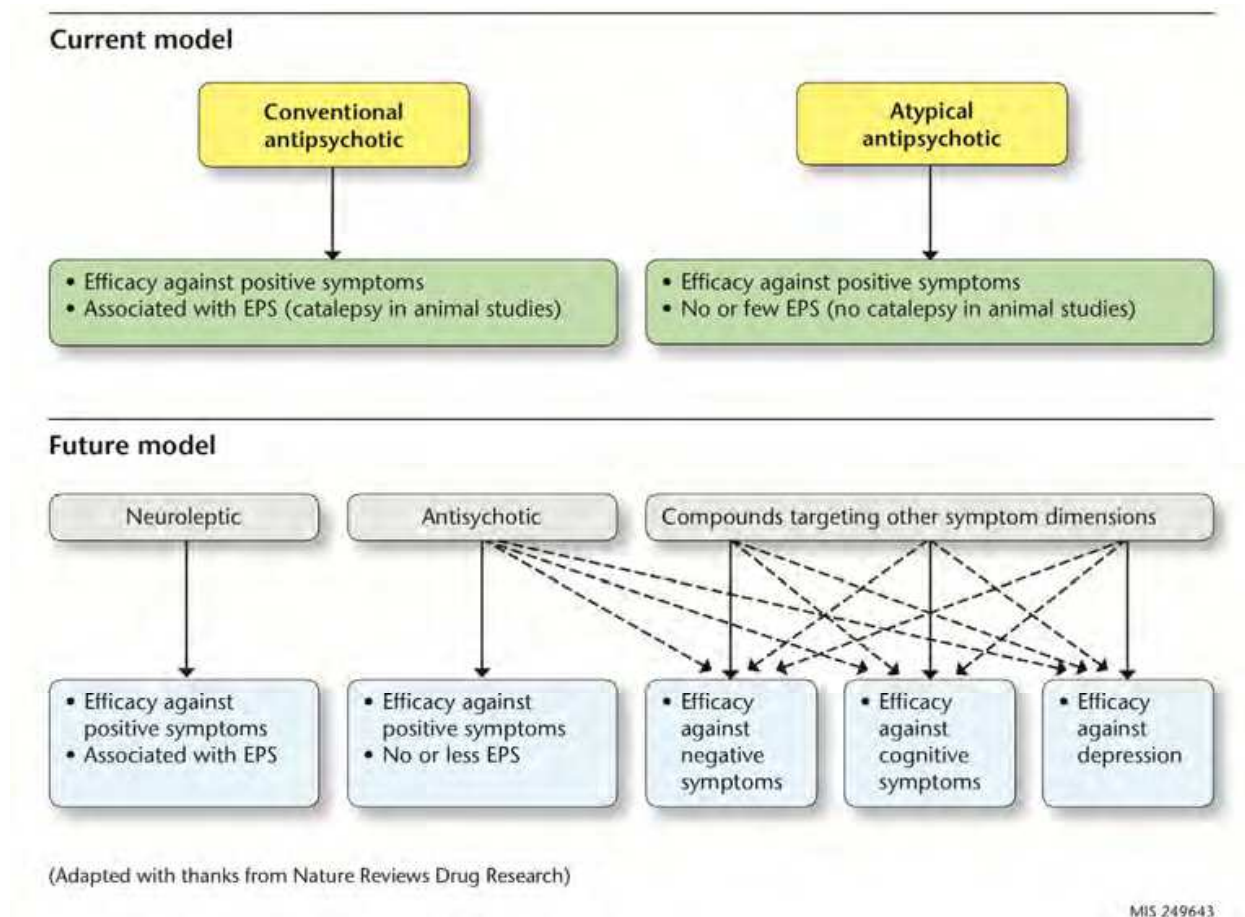 Current model
Conventional
antipsychotic
Atypical
antipsychotic
• Efficacy against positive symptoms
• Associated with EPS (catalepsy in animal studies)
• Efficacy against positive symptoms
• No or few EPS (no catalepsy in animal studies)
Future model
Neuroleptic
Antisychotic
Compounds targeting other symptom dimensions
• Efficacy against
positive symptoms
• Associated with EPS
• Efficacy against
positive symptoms
• No or less EPS
• Efficacy
against
negative
symptoms
• Efficacy
against
cognitive
symptoms
• Efficacy
against
depression
(Adapted with thanks from Nature Reviews Drug Research)
MIS 249643